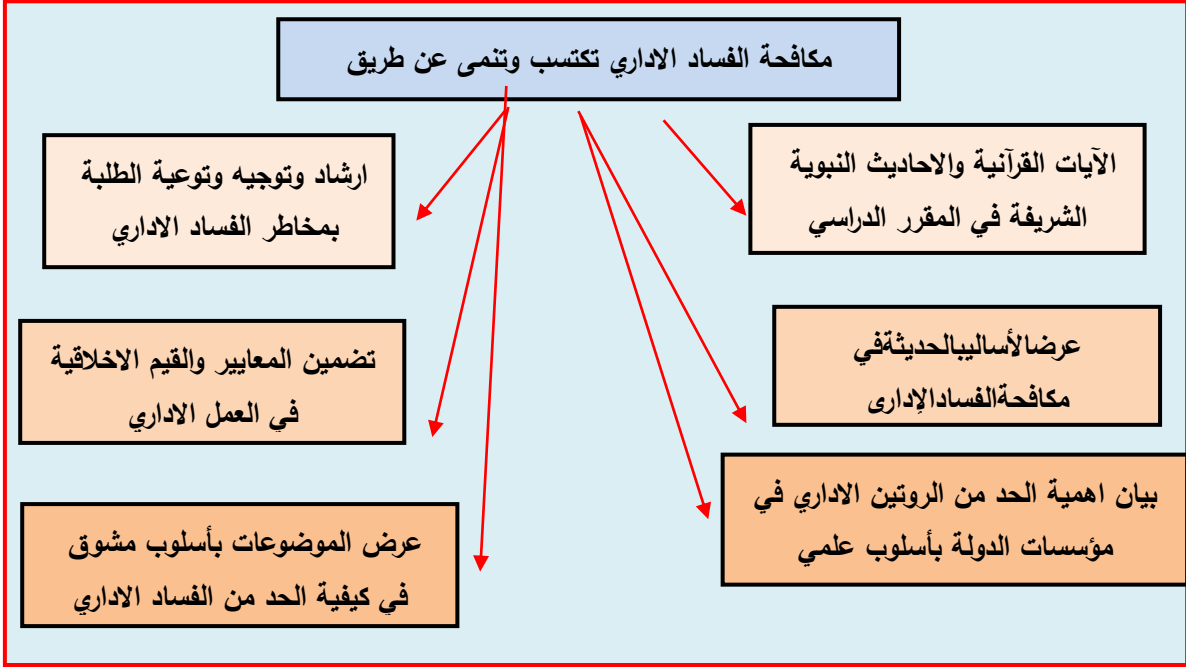 مكافحة الفساد الاداري تكتسب وتنمى عن طريق
الآيات القرآنية والاحاديث النبوية
الشريفة في المقرر الدراسي
ارشاد وتوجيه وتوعية الطلبة
بمخاطر الفساد الاداري
عرضالأساليبالحديثةفي
مكافحةالفسادالإدارى
تضمين المعايير والقيم الاخلاقية
في العمل الاداري
بيان اهمية الحد من الروتين الاداري في
مؤسسات الدولة بأسلوب علمي
عرض الموضوعات بأسلوب مشوق
في كيفية الحد من الفساد الاداري